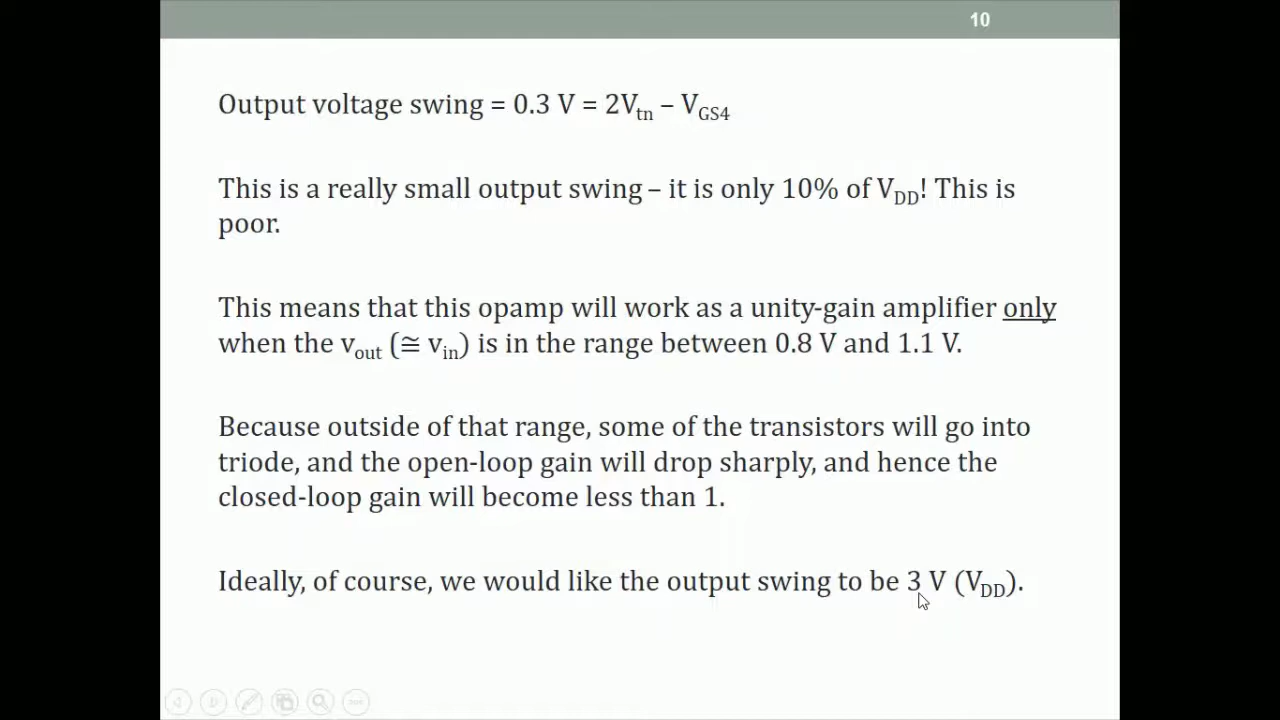 10
Output voltage swing = 0.3 V = 2Vtn – VGS4
This is a really small output swing – it is only 10% of VDD! This is
poor.
This means that this opamp will work as a unity-gain amplifier only
when the vout (≅ vin) is in the range between 0.8 V and 1.1 V.
Because outside of that range, some of the transistors will go into
triode, and the open-loop gain will drop sharply, and hence the
closed-loop gain will become less than 1.
Ideally, of course, we would like the output swing to be 3 V (VDD).